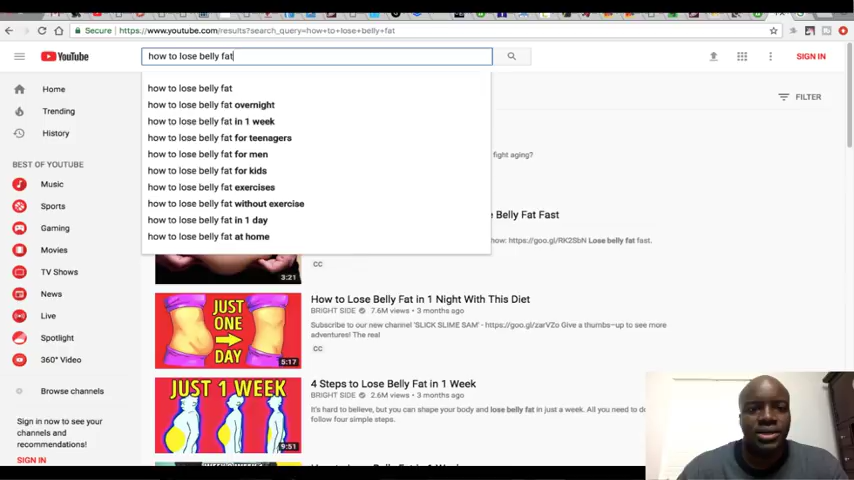 Secure https://www.youtube.com/results?search_query=how+to+lose+belly+fat
YouTube
how to lose belly fat
SIGN IN
how to lose belly fat
how to lose belly fat overnight
how to lose belly fat in 1 week
how to lose belly fat for teenagers
how to lose belly fat for men
how to lose belly fat for kids
how to lose belly fat exercises
how to lose belly fat without exercise
how to lose belly fat in 1 day
how to lose belly fat at home
Home
Trending
History
BEST OF YOUTUBE
Music
Sports
Gaming
Movies
TV Shows
News
Live
Spotlight
360° Video
Browse channels
Sign in now to see your
channels and
recommendations!
SIGN IN
FILTER
fight aging?
Belly Fat Fast
how: https://goo.gl/RK2SbN Lose belly fat fast.
CC
3:21
JUST
ONE
DAY
5:17
How to Lose Belly Fat in 1 Night With This Diet
BRIGHT SIDE 7.6M views • 3 months ago
Subscribe to our new channel 'SLICK SLIME SAM' - https://goo.gl/zarVZo Give a thumbs-up to see more
adventures! The real
CC
JUST 1 WEEK
9:51
4 Steps to Lose Belly Fat in 1 Week
BRIGHT SIDE 2.6M views • 3 months ago
It's hard to believe, but you can shape your body and lose belly fat in just a week. All you need to do
follow four simple steps.